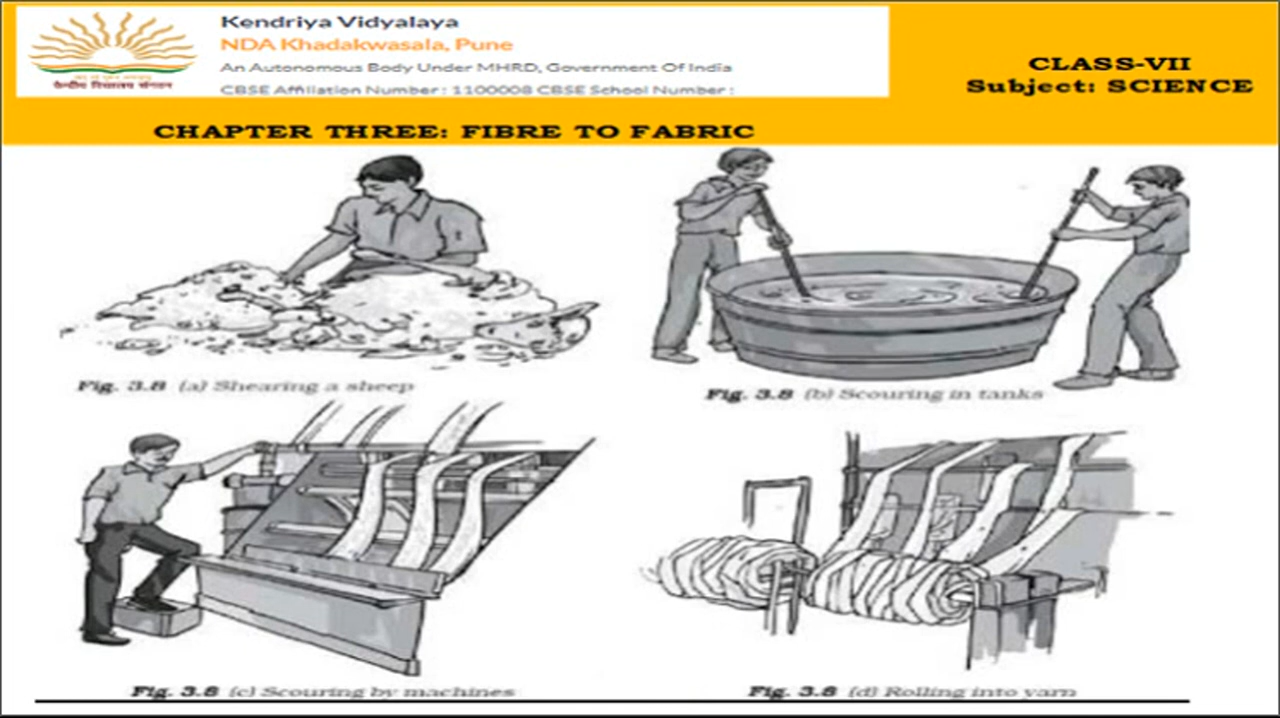 Kendriya Vidyalaya
NDA Khadakwasala, Pune
An Autonomous Body Under MHRD, Government Of India
केन्द्रीय विद्यालय संगठन
CBSE Affiliation Number : 1100008 CBSE School Number :
CLASS-VII
Subject: SCIENCE
CHAPTER THREE: FIBRE TO FABRIC
Fig. 3.8 (a) Shearing a sheep
Fig. 3.8 (b) Scouring in tanks
Fig. 3.8 (c) Scouring by machines
Fig. 3.8 (d) Rolling into yarn